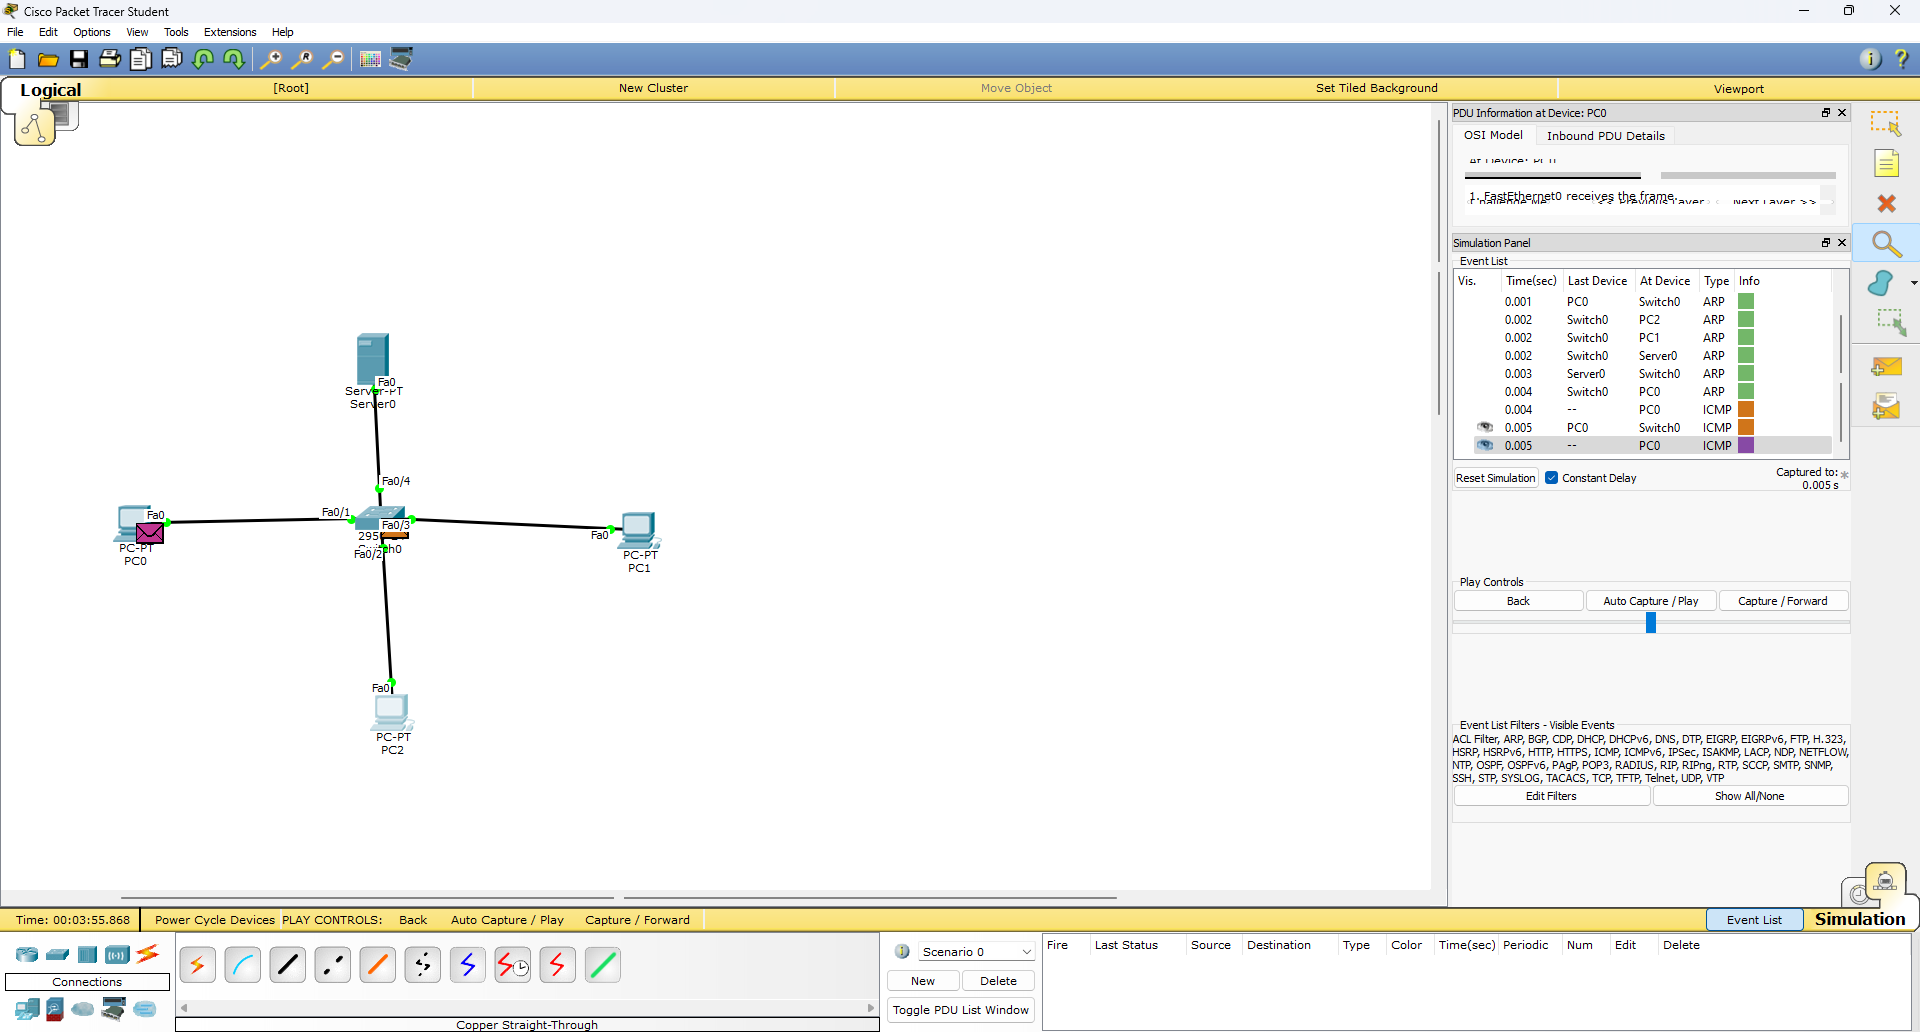 Cisco Packet Tracer Student
File Edit Options View Tools Extensions Help
Logical [Root] New Cluster Move Object Set Tiled Background Viewport
PDU Information at Device: PC0
OSI Model Inbound PDU Details
At Device: PC0
1. FastEthernet0 receives the frame.
Challenge Me << Previous Layer Next Layer >>
Simulation Panel
Event List
Vis. Time(sec) Last Device At Device Type Info
0.001 PC0 Switch0 ARP
0.002 Switch0 PC2 ARP
0.002 Switch0 PC1 ARP
0.002 Switch0 Server0 ARP
0.003 Server0 Switch0 ARP
0.004 Switch0 PC0 ARP
0.004 -- PC0 ICMP
0.005 PC0 Switch0 ICMP
0.005 -- PC0 ICMP
Reset Simulation Constant Delay Captured to: *
0.005 s
Play Controls
Back Auto Capture / Play Capture / Forward
Event List Filters - Visible Events
ACL Filter, ARP, BGP, CDP, DHCP, DHCPv6, DNS, DTP, EIGRP, EIGRPv6, FTP, H.323,
HSRP, HSRPv6, HTTP, HTTPS, ICMP, ICMPv6, IPSec, ISAKMP, LACP, NDP, NETFLOW,
NTP, OSPF, OSPFv6, PAgP, POP3, RADIUS, RIP, RIPng, RTP, SCCP, SMTP, SNMP,
SSH, STP, SYSLOG, TACACS, TCP, TFTP, Telnet, UDP, VTP
Edit Filters Show All/None
Fa0
Server-PT
Server0
Fa0/4
Fa0
PC-PT
PC0
Fa0/1
Fa0/3
295
Fa0/2
Fa0
PC-PT
PC1
Fa0
PC-PT
PC2
Time: 00:03:55.868 Power Cycle Devices PLAY CONTROLS: Back Auto Capture / Play Capture / Forward Event List Simulation
Connections
Copper Straight-Through
Scenario 0
New Delete
Toggle PDU List Window
Fire Last Status Source Destination Type Color Time(sec) Periodic Num Edit Delete